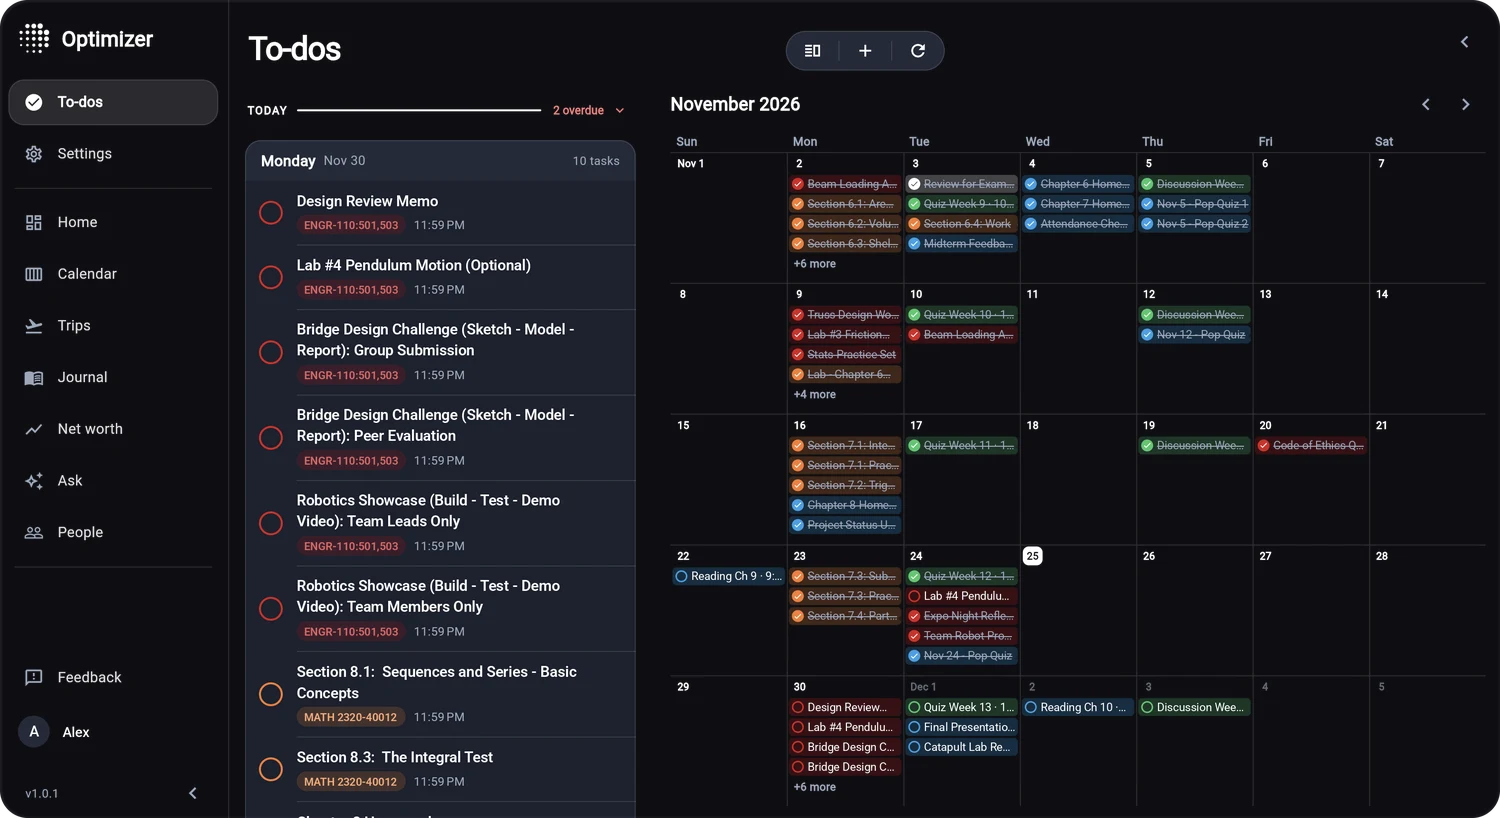 Optimizer
To-dos
Settings
Home
Calendar
Trips
Journal
Net worth
Ask
People
Feedback
A
Alex
v1.0.1
To-dos
TODAY
2 overdue
Monday Nov 30
10 tasks
Design Review Memo
ENGR-110:501,503 11:59 PM
Lab #4 Pendulum Motion (Optional)
ENGR-110:501,503 11:59 PM
Bridge Design Challenge (Sketch - Model -
Report): Group Submission
ENGR-110:501,503 11:59 PM
Bridge Design Challenge (Sketch - Model -
Report): Peer Evaluation
ENGR-110:501,503 11:59 PM
Robotics Showcase (Build - Test - Demo
Video): Team Leads Only
ENGR-110:501,503 11:59 PM
Robotics Showcase (Build - Test - Demo
Video): Team Members Only
ENGR-110:501,503 11:59 PM
Section 8.1:  Sequences and Series - Basic
Concepts
MATH 2320-40012 11:59 PM
Section 8.3:  The Integral Test
MATH 2320-40012 11:59 PM
November 2026
Sun Mon Tue Wed Thu Fri Sat
Nov 1
2
Beam Loading A...
Section 6.1: Arc...
Section 6.2: Volu...
Section 6.3: Shel...
+6 more
3
Review for Exam...
Quiz Week 9 · 10...
Section 6.4: Work
Midterm Feedba...
4
Chapter 6 Home...
Chapter 7 Home...
Attendance Che...
5
Discussion Wee...
Nov 5 - Pop Quiz 1
Nov 5 - Pop Quiz 2
6
7
8
9
Truss Design Wo...
Lab #3 Friction...
Stats Practice Set
Lab - Chapter 6...
+4 more
10
Quiz Week 10 · 1...
Beam Loading A...
11
12
Discussion Wee...
Nov 12 - Pop Quiz
13
14
15
16
Section 7.1: Inte...
Section 7.1: Prac...
Section 7.2: Trig...
Chapter 8 Home...
Project Status U...
17
Quiz Week 11 · 1...
18
19
Discussion Wee...
20
Code of Ethics Q...
21
22
Reading Ch 9 · 9:...
23
Section 7.3: Sub...
Section 7.3: Prac...
Section 7.4: Part...
24
Quiz Week 12 · 1...
Lab #4 Pendulu...
Expo Night Refle...
Team Robot Pro...
Nov 24 - Pop Quiz
25
26
27
28
29
30
Design Review...
Lab #4 Pendulu...
Bridge Design C...
Bridge Design C...
+6 more
Dec 1
Quiz Week 13 · 1...
Final Presentatio...
Catapult Lab Re...
2
Reading Ch 10 ·...
3
Discussion Wee...
4
5